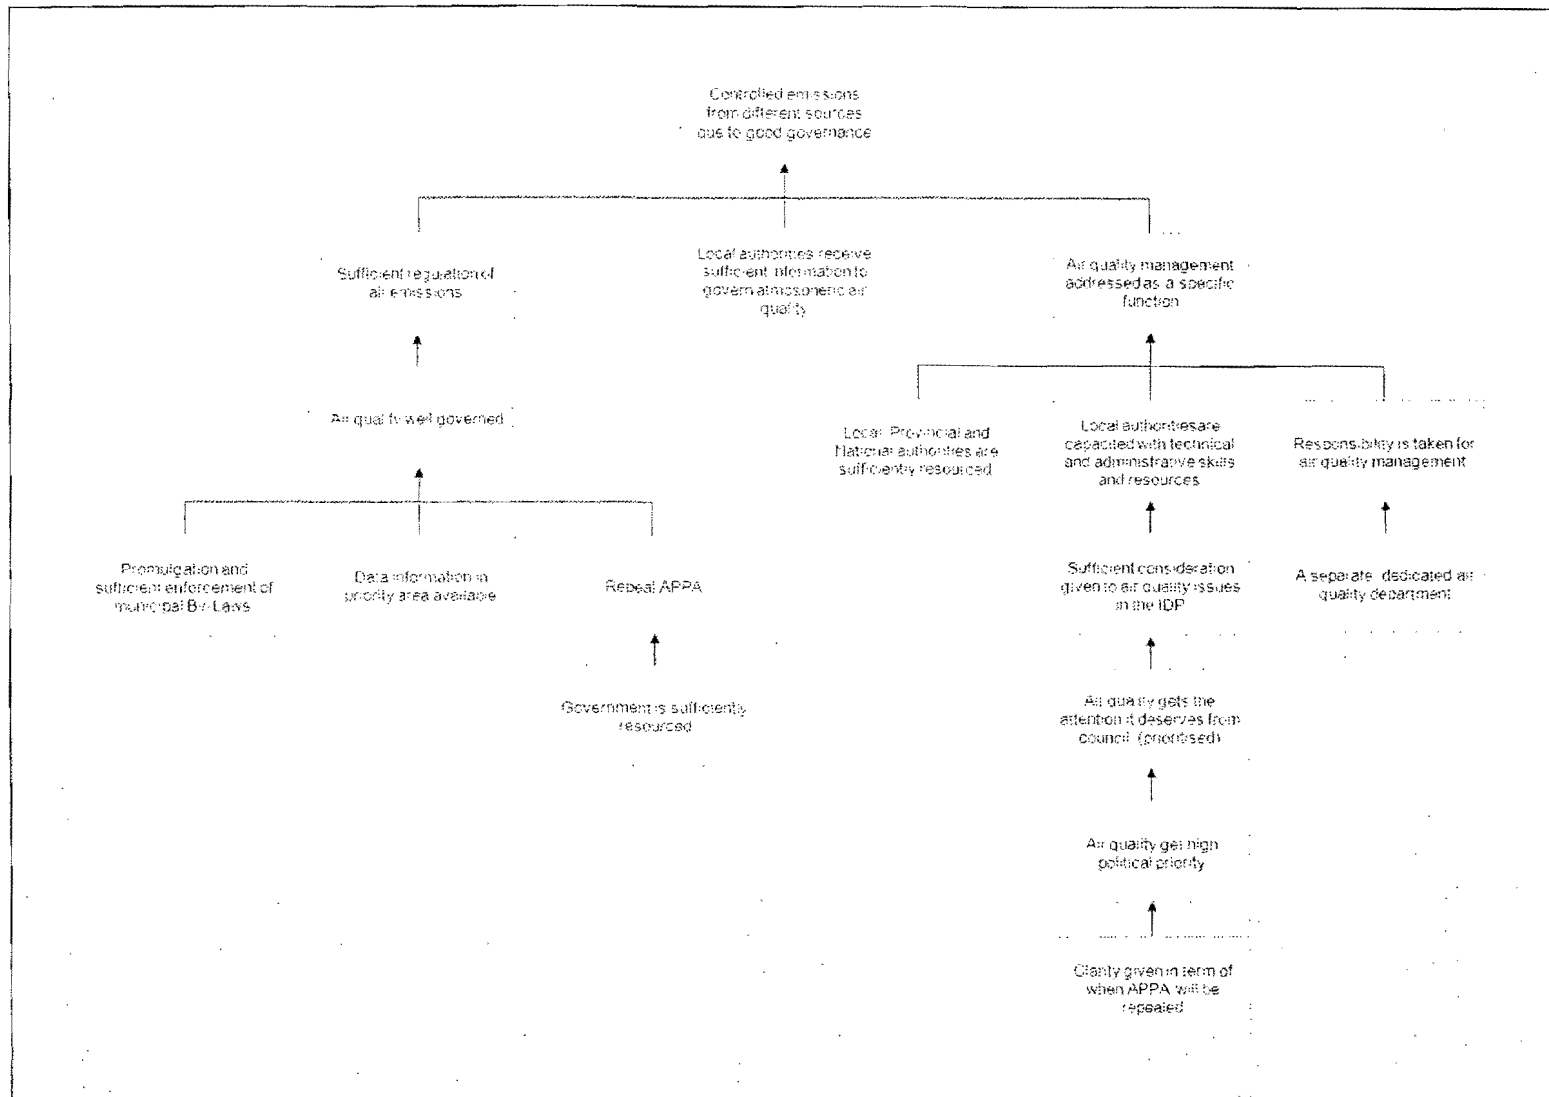 Controlled emissions
from different sources
due to good governance
Sufficient regulation of
air emissions
Local authorities receive
sufficient information to
govern atmospheric air
quality
Air quality management
addressed as a specific
function
Air quality well governed
Local, Provincial and
National authorities are
sufficiently resourced
Local authorities are
capacited with technical
and administrative skills
and resources
Responsibility is taken for
air quality management
Promulgation and
sufficient enforcement of
municipal By-Laws
Data information in
priority area available
Repeal APPA
Sufficient consideration
given to air quality issues
in the IDP
A separate dedicated air
quality department
Government is sufficiently
resourced
Air quality gets the
attention it deserves from
council (prioritised)
Air quality get high
political priority
Clarity given in term of
when APPA will be
repealed